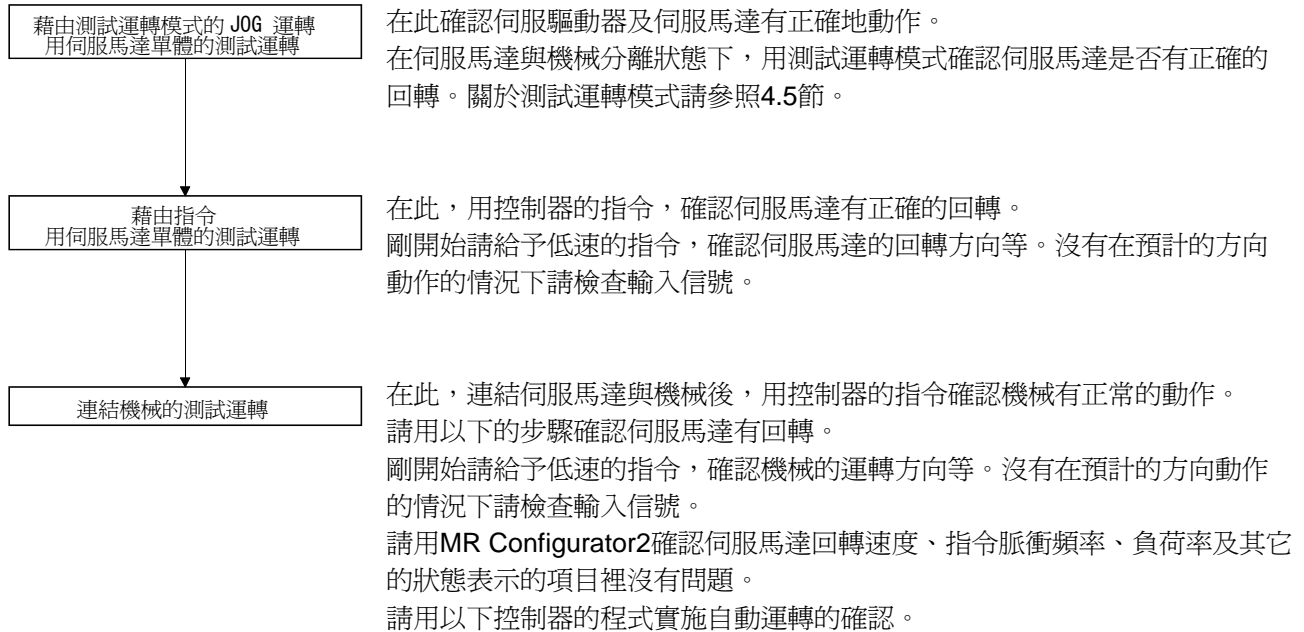 藉由測試運轉模式的 JOG 運轉
用伺服馬達單體的測試運轉
在此確認伺服驅動器及伺服馬達有正確地動作。
在伺服馬達與機械分離狀態下，用測試運轉模式確認伺服馬達是否有正確的
回轉。關於測試運轉模式請參照4.5節。
藉由指令
用伺服馬達單體的測試運轉
在此，用控制器的指令，確認伺服馬達有正確的回轉。
剛開始請給予低速的指令，確認伺服馬達的回轉方向等。沒有在預計的方向
動作的情況下請檢查輸入信號。
連結機械的測試運轉
在此，連結伺服馬達與機械後，用控制器的指令確認機械有正常的動作。
請用以下的步驟確認伺服馬達有回轉。
剛開始請給予低速的指令，確認機械的運轉方向等。沒有在預計的方向動作
的情況下請檢查輸入信號。
請用MR Configurator2確認伺服馬達回轉速度、指令脈衝頻率、負荷率及其它
的狀態表示的項目裡沒有問題。
請用以下控制器的程式實施自動運轉的確認。